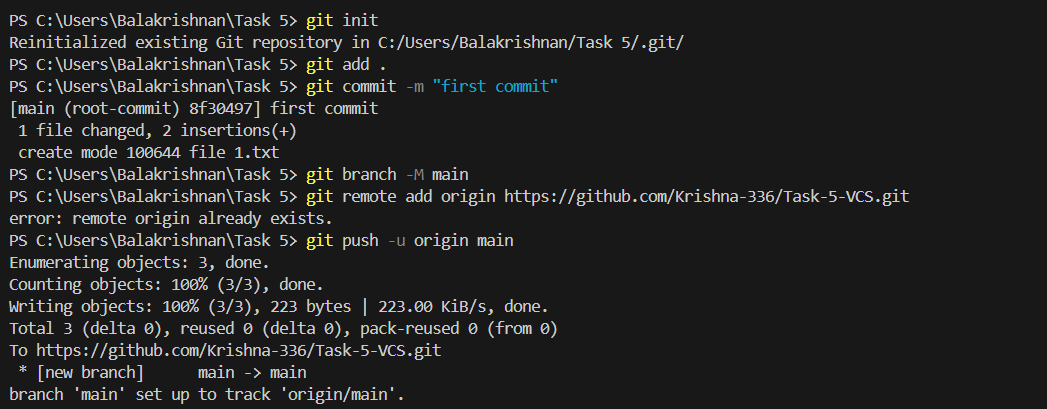 PS C:\Users\Balakrishnan\Task 5> git init
Reinitialized existing Git repository in C:/Users/Balakrishnan/Task 5/.git/
PS C:\Users\Balakrishnan\Task 5> git add .
PS C:\Users\Balakrishnan\Task 5> git commit -m "first commit"
[main (root-commit) 8f30497] first commit
 1 file changed, 2 insertions(+)
 create mode 100644 file 1.txt
PS C:\Users\Balakrishnan\Task 5> git branch -M main
PS C:\Users\Balakrishnan\Task 5> git remote add origin https://github.com/Krishna-336/Task-5-VCS.git
error: remote origin already exists.
PS C:\Users\Balakrishnan\Task 5> git push -u origin main
Enumerating objects: 3, done.
Counting objects: 100% (3/3), done.
Writing objects: 100% (3/3), 223 bytes | 223.00 KiB/s, done.
Total 3 (delta 0), reused 0 (delta 0), pack-reused 0 (from 0)
To https://github.com/Krishna-336/Task-5-VCS.git
 * [new branch]      main -> main
branch 'main' set up to track 'origin/main'.